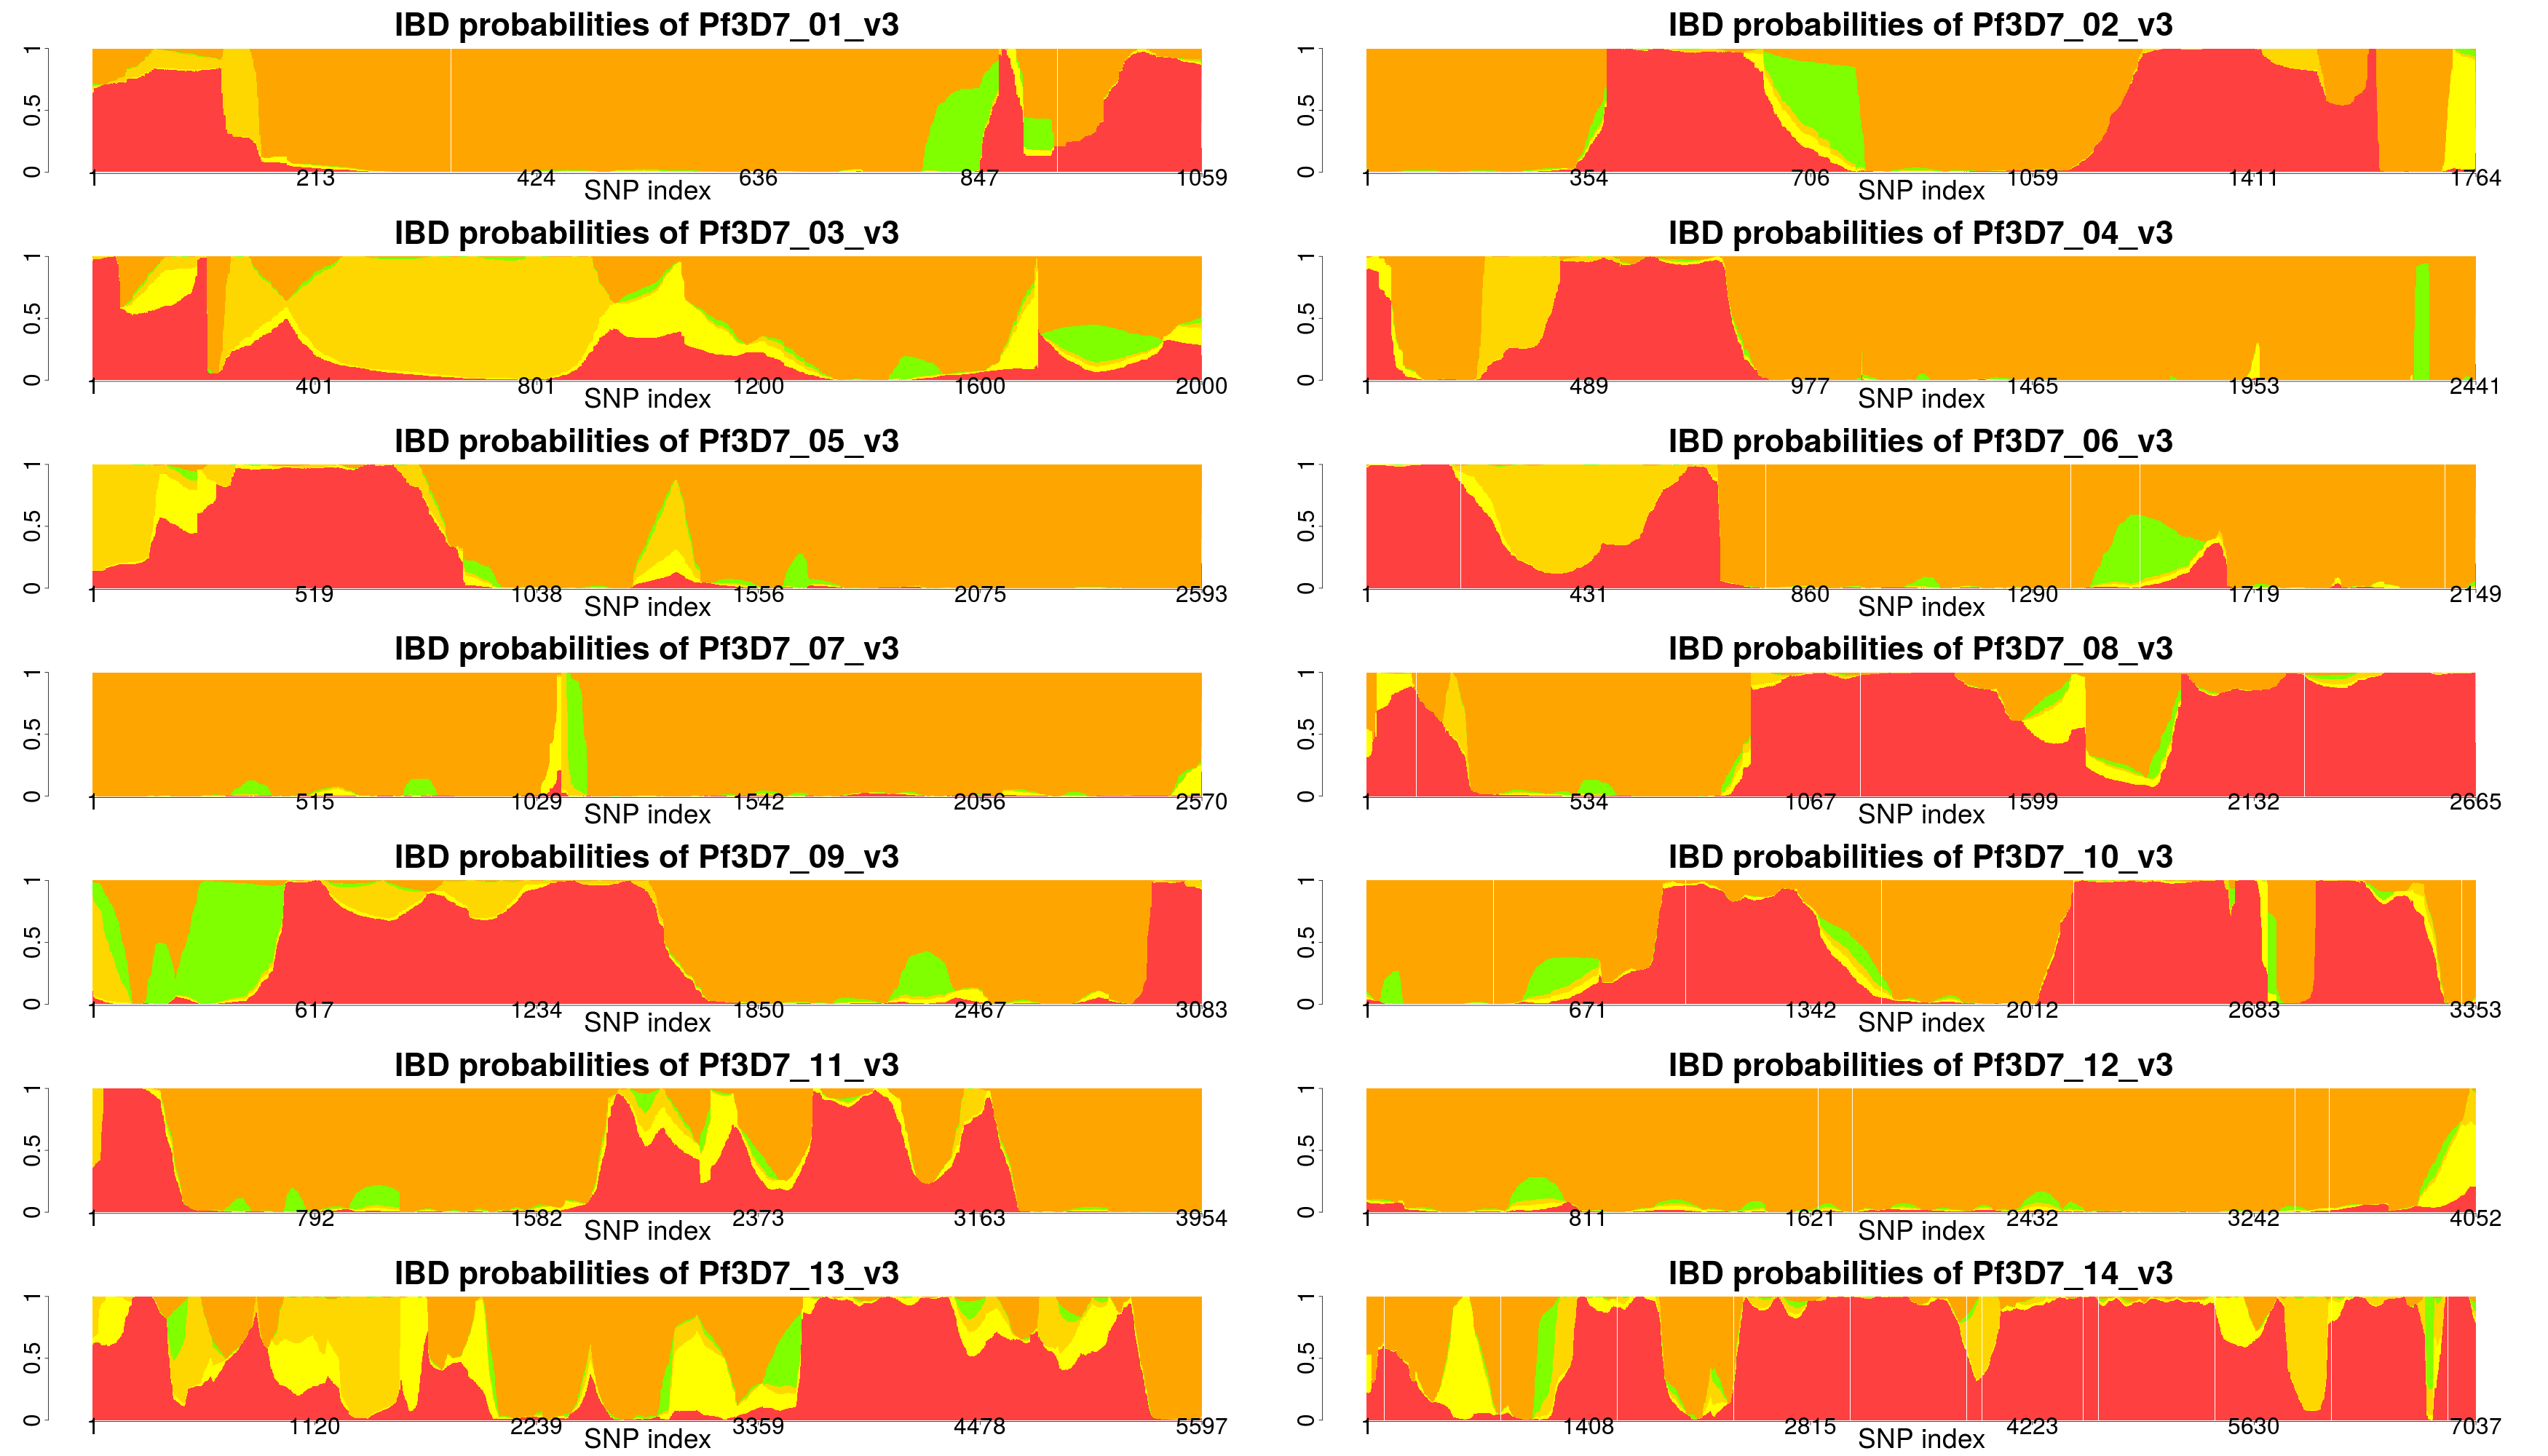 IBD probabilities of Pf3D7_01_v3
0 0.5 1
1 213 424 636 847 1059
SNP index
IBD probabilities of Pf3D7_02_v3
0 0.5 1
1 354 706 1059 1411 1764
SNP index
IBD probabilities of Pf3D7_03_v3
0 0.5 1
1 401 801 1200 1600 2000
SNP index
IBD probabilities of Pf3D7_04_v3
0 0.5 1
1 489 977 1465 1953 2441
SNP index
IBD probabilities of Pf3D7_05_v3
0 0.5 1
1 519 1038 1556 2075 2593
SNP index
IBD probabilities of Pf3D7_06_v3
0 0.5 1
1 431 860 1290 1719 2149
SNP index
IBD probabilities of Pf3D7_07_v3
0 0.5 1
1 515 1029 1542 2056 2570
SNP index
IBD probabilities of Pf3D7_08_v3
0 0.5 1
1 534 1067 1599 2132 2665
SNP index
IBD probabilities of Pf3D7_09_v3
0 0.5 1
1 617 1234 1850 2467 3083
SNP index
IBD probabilities of Pf3D7_10_v3
0 0.5 1
1 671 1342 2012 2683 3353
SNP index
IBD probabilities of Pf3D7_11_v3
0 0.5 1
1 792 1582 2373 3163 3954
SNP index
IBD probabilities of Pf3D7_12_v3
0 0.5 1
1 811 1621 2432 3242 4052
SNP index
IBD probabilities of Pf3D7_13_v3
0 0.5 1
1 1120 2239 3359 4478 5597
SNP index
IBD probabilities of Pf3D7_14_v3
0 0.5 1
1 1408 2815 4223 5630 7037
SNP index